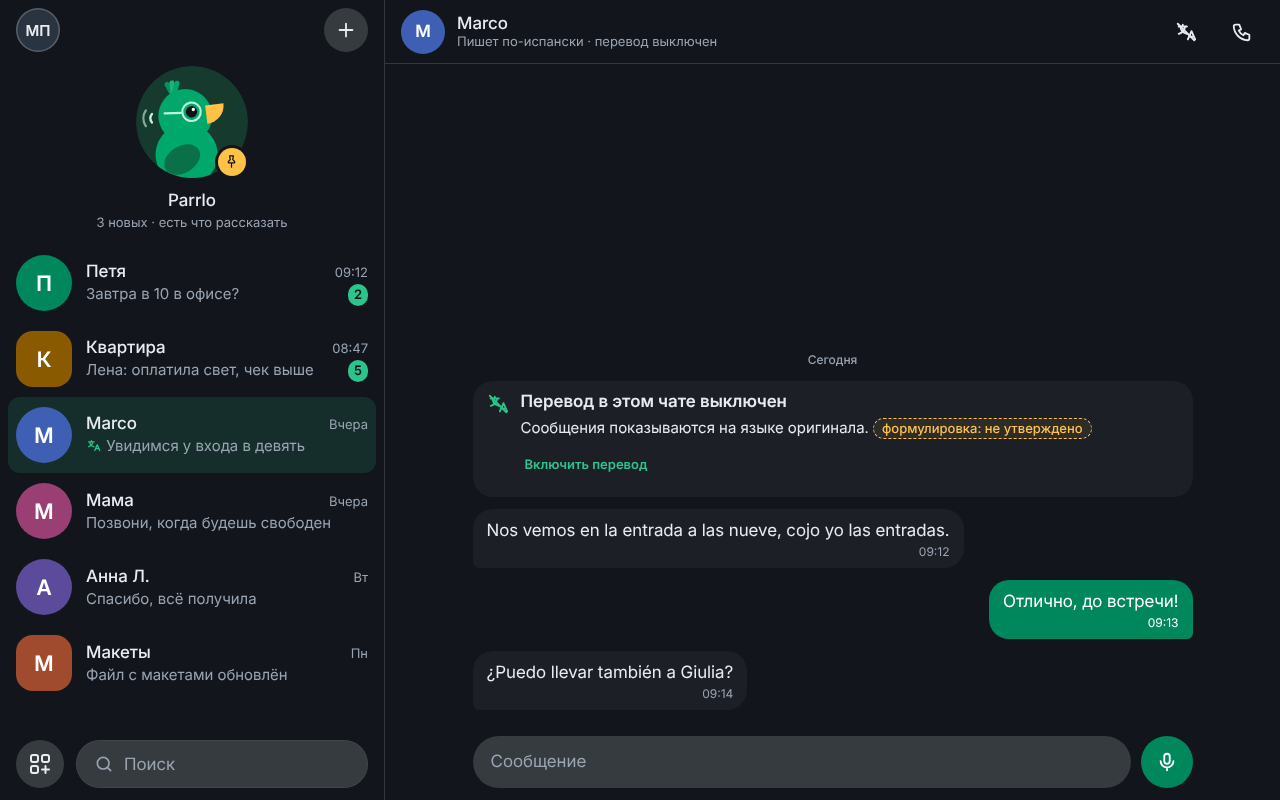 МП
Parrlo
3 новых · есть что рассказать
П
Петя
09:12
Завтра в 10 в офисе?
2
К
Квартира
08:47
Лена: оплатила свет, чек выше
5
M
Marco
Вчера
Увидимся у входа в девять
М
Мама
Вчера
Позвони, когда будешь свободен
А
Анна Л.
Вт
Спасибо, всё получила
М
Макеты
Пн
Файл с макетами обновлён
Поиск
M
Marco
Пишет по-испански · перевод выключен
Сегодня
Перевод в этом чате выключен
Сообщения показываются на языке оригинала. формулировка: не утверждено
Включить перевод
Nos vemos en la entrada a las nueve, cojo yo las entradas.
09:12
Отлично, до встречи!
09:13
¿Puedo llevar también a Giulia?
09:14
Сообщение